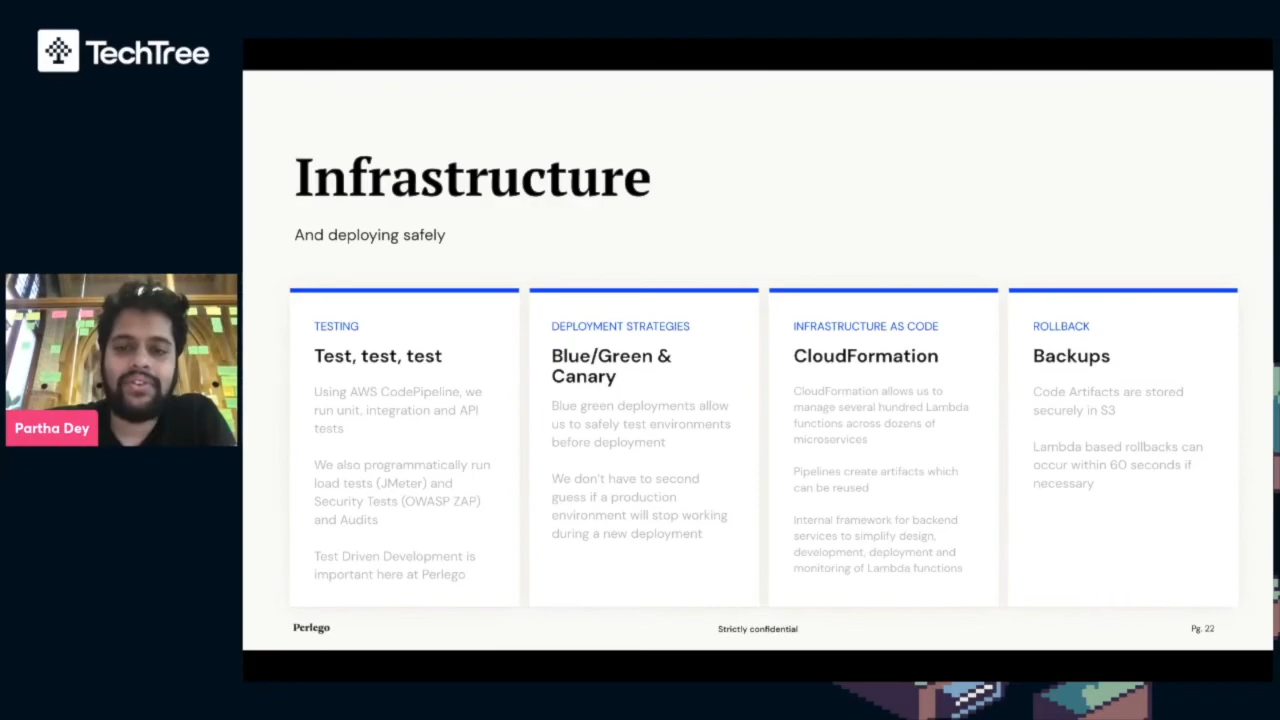 TechTree
Infrastructure
And deploying safely
TESTING
Test, test, test
Using AWS CodePipeline, we
run unit, integration and API
tests
We also programmatically run
load tests (JMeter) and
Security Tests (OWASP ZAP)
and Audits
Test Driven Development is
important here at Perlego
DEPLOYMENT STRATEGIES
Blue/Green &
Canary
Blue green deployments allow
us to safely test environments
before deployment
We don't have to second
guess if a production
environment will stop working
during a new deployment
INFRASTRUCTURE AS CODE
CloudFormation
CloudFormation allows us to
manage several hundred Lambda
functions across dozens of
microservices
Pipelines create artifacts which
can be reused
Internal framework for backend
services to simplify design,
development, deployment and
monitoring of Lambda functions
ROLLBACK
Backups
Code Artifacts are stored
securely in S3
Lambda based rollbacks can
occur within 60 seconds if
necessary
Partha Dey
Perlego
Strictly confidential
Pg. 22